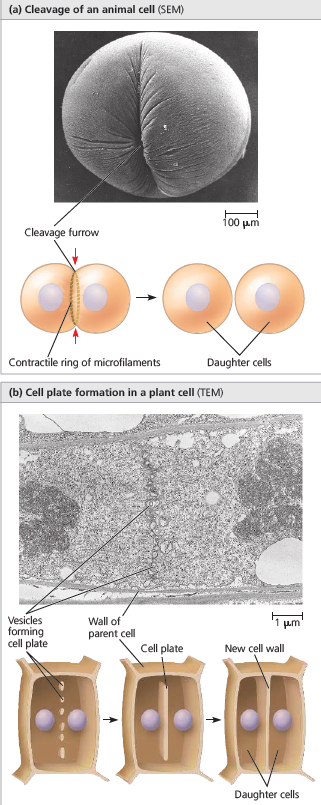 (a) Cleavage of an animal cell (SEM)
100 μm
Cleavage furrow
Contractile ring of microfilaments
Daughter cells
(b) Cell plate formation in a plant cell (TEM)
1 μm
Vesicles
forming
cell plate
Wall of
parent cell
Cell plate
New cell wall
Daughter cells